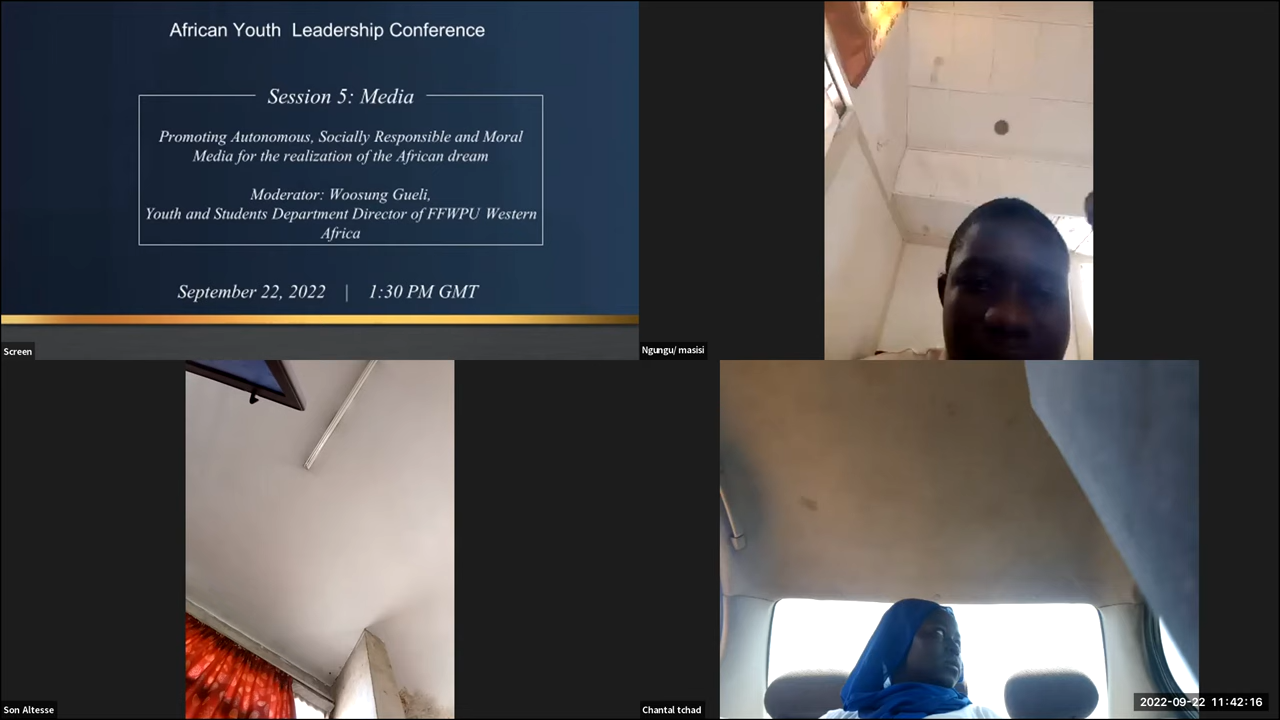 African Youth Leadership Conference
Session 5: Media
Promoting Autonomous, Socially Responsible and Moral
Media for the realization of the African dream
Moderator: Woosung Gueli,
Youth and Students Department Director of FFWPU Western
Africa
September 22, 2022 | 1:30 PM GMT
Screen
Ngungu/ masisi
Son Altesse
Chantal tchad
2022-09-22 11:42:16